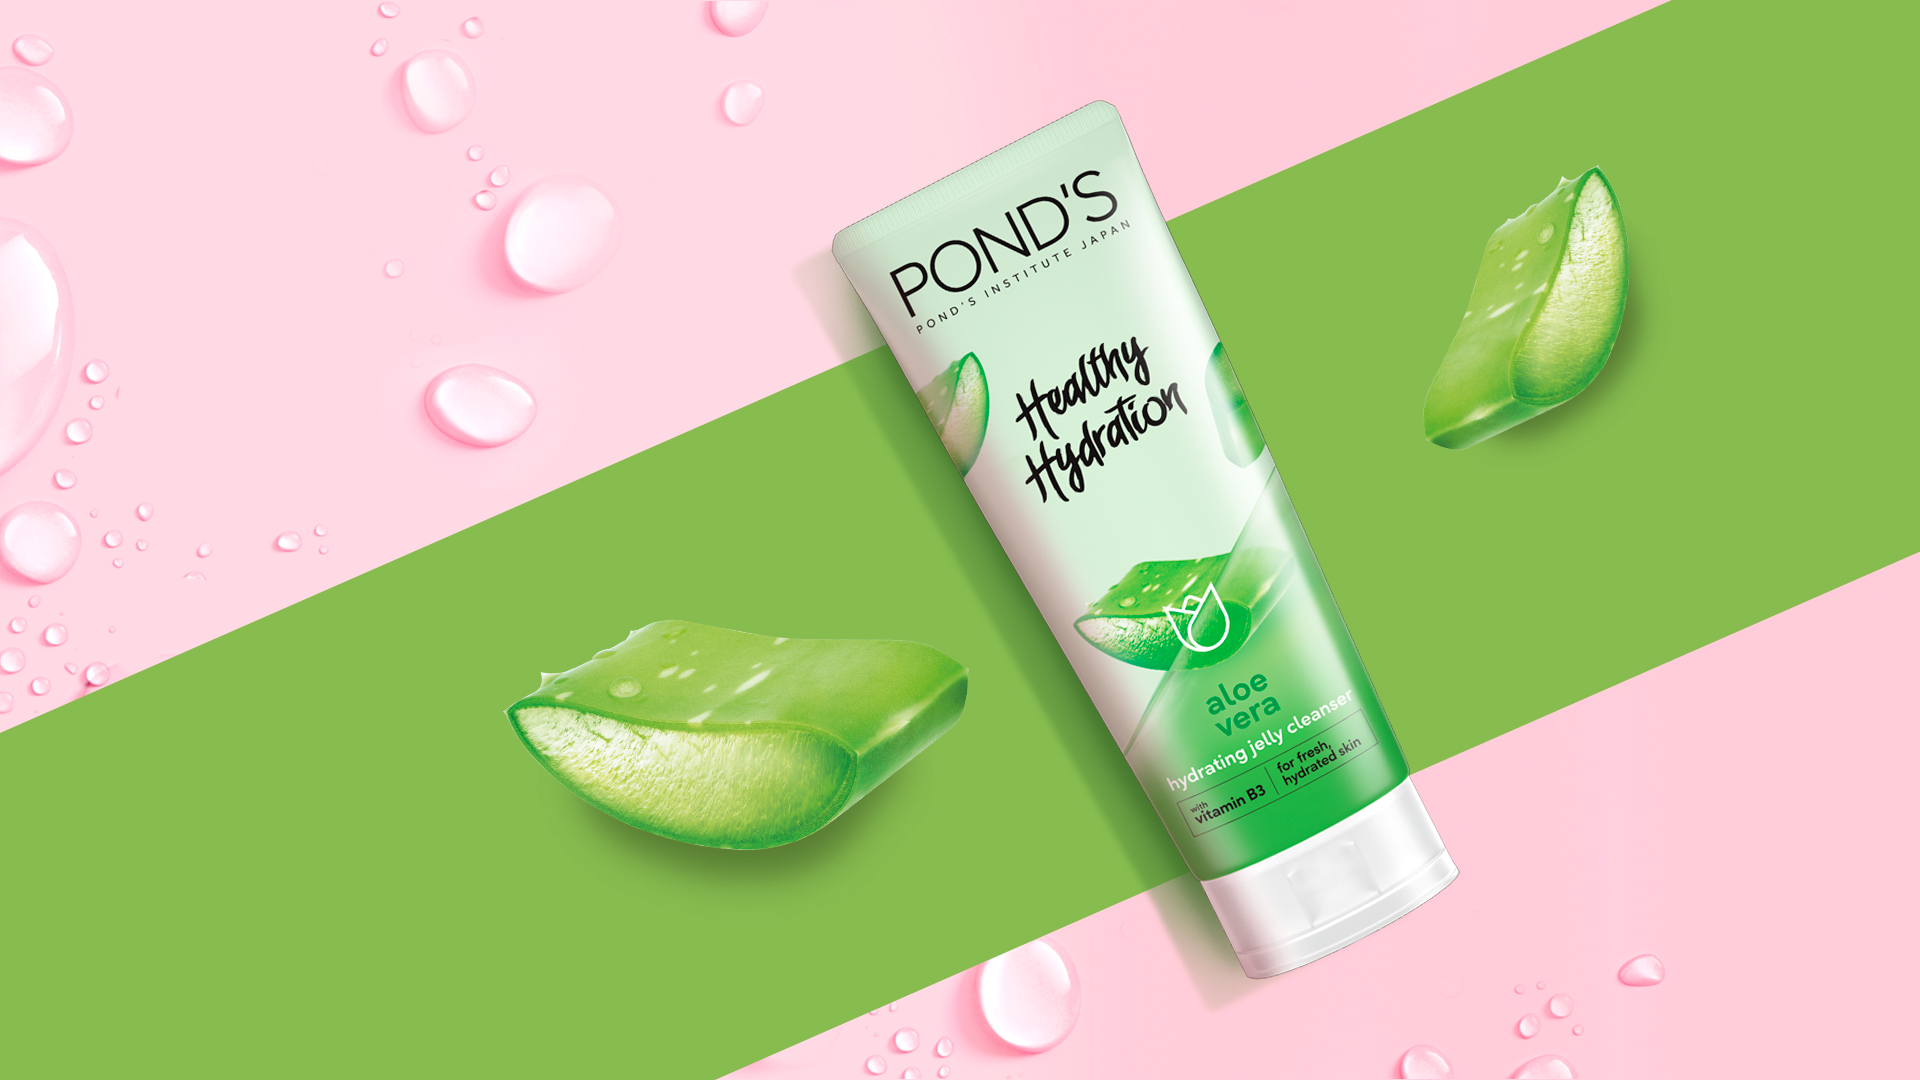 POND'S
POND'S INSTITUTE JAPAN
Healthy
Hydration
aloe
vera
hydrating jelly cleanser
with
vitamin B3
for fresh,
hydrated skin